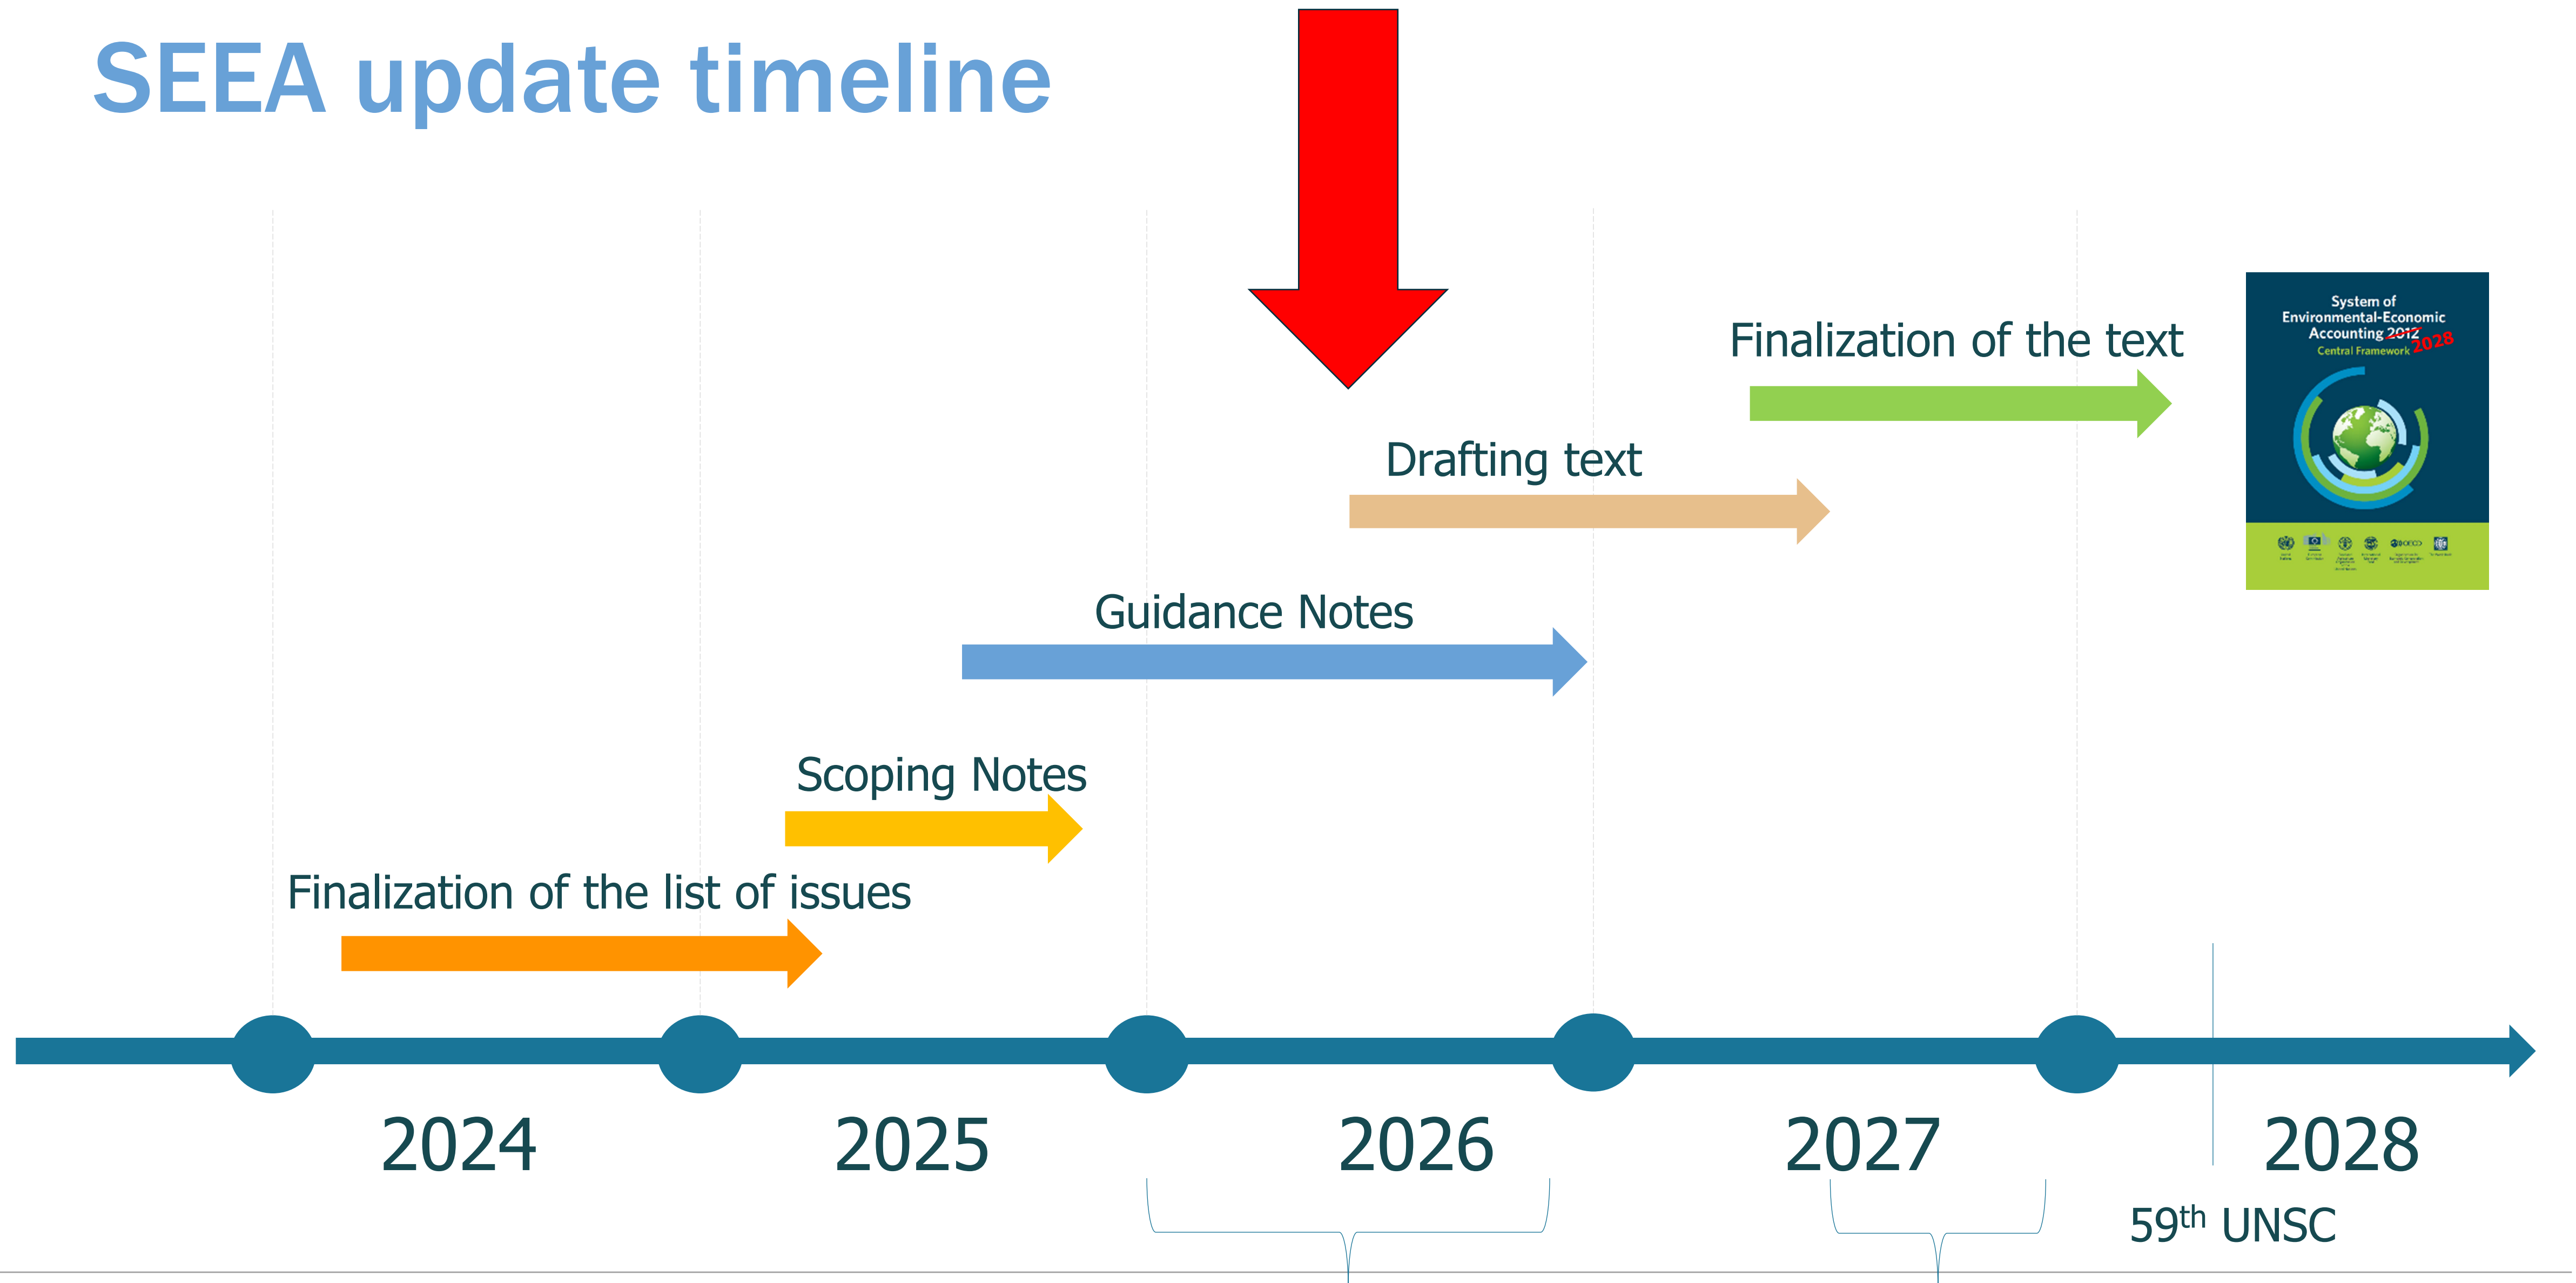 SEEA update timeline
System of
Environmental-Economic
Accounting 2012
2028
Central Framework
Finalization of the text
Drafting text
OECD
Guidance Notes
Scoping Notes
Finalization of the list of issues
2024
2025
2026
2027
2028
59th UNSC